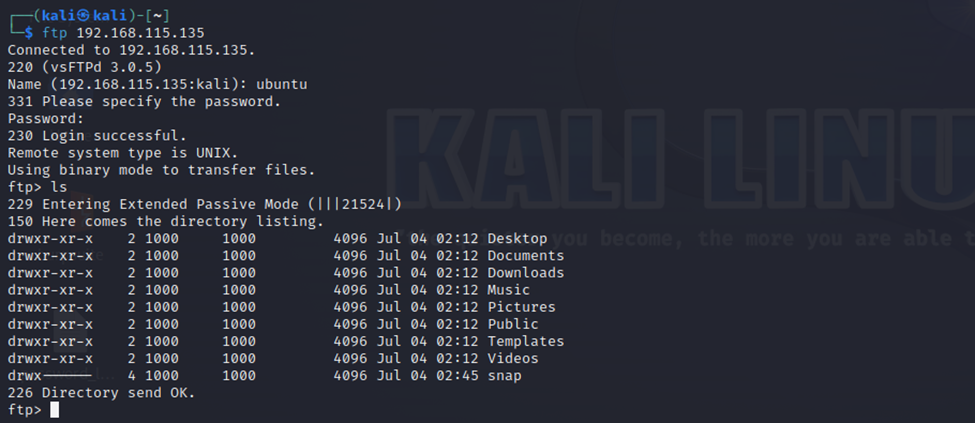 ┌──(kali㉿kali)-[~]
└─$ ftp 192.168.115.135
Connected to 192.168.115.135.
220 (vsFTPd 3.0.5)
Name (192.168.115.135:kali): ubuntu
331 Please specify the password.
Password:
230 Login successful.
Remote system type is UNIX.
Using binary mode to transfer files.
ftp> ls
229 Entering Extended Passive Mode (|||21524|)
150 Here comes the directory listing.
drwxr-xr-x    2 1000     1000         4096 Jul 04 02:12 Desktop
drwxr-xr-x    2 1000     1000         4096 Jul 04 02:12 Documents
drwxr-xr-x    2 1000     1000         4096 Jul 04 02:12 Downloads
drwxr-xr-x    2 1000     1000         4096 Jul 04 02:12 Music
drwxr-xr-x    2 1000     1000         4096 Jul 04 02:12 Pictures
drwxr-xr-x    2 1000     1000         4096 Jul 04 02:12 Public
drwxr-xr-x    2 1000     1000         4096 Jul 04 02:12 Templates
drwxr-xr-x    2 1000     1000         4096 Jul 04 02:12 Videos
drwx------    4 1000     1000         4096 Jul 04 02:45 snap
226 Directory send OK.
ftp>
KALI LINU
you become, the more you are able t